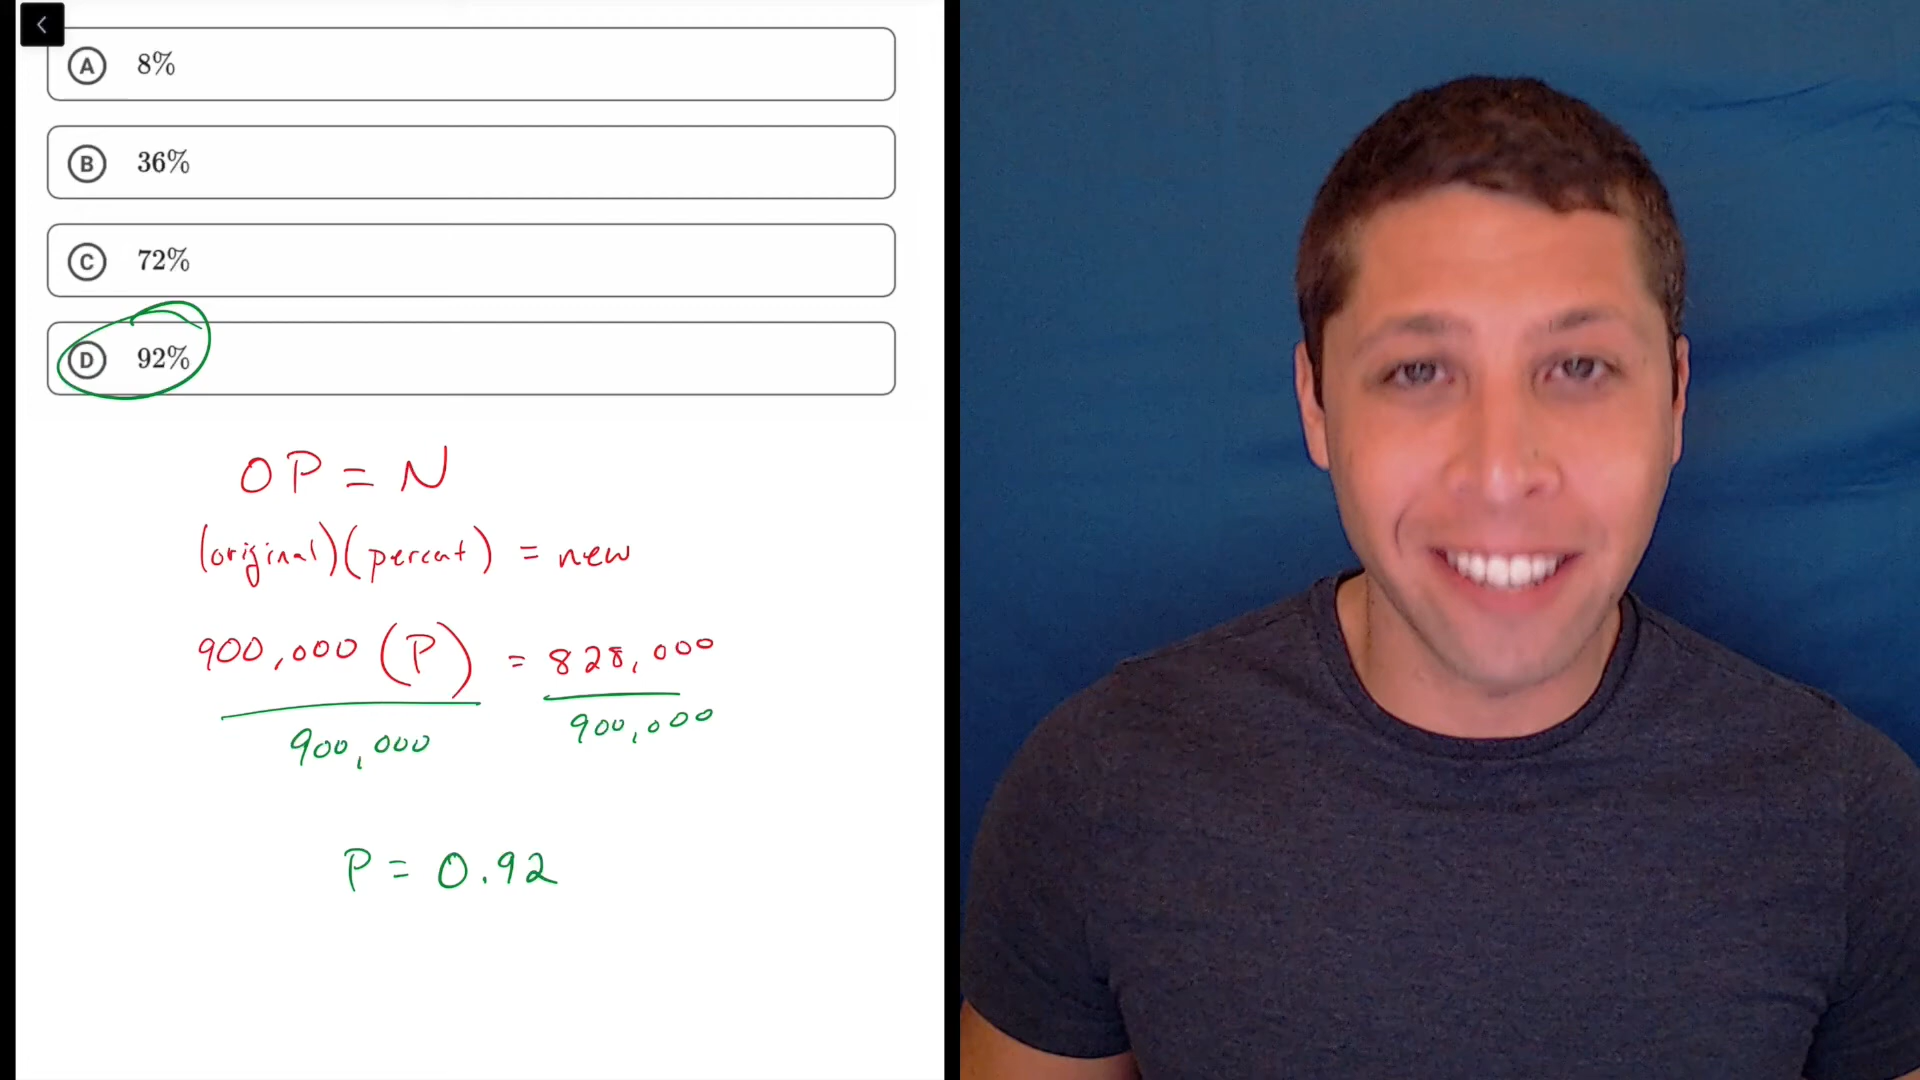 A 8%
B 36%
C 72%
D 92%
OP = N
(original)(percent) = new
900,000 (P) = 828,000
900,000 900,000
P = 0.92